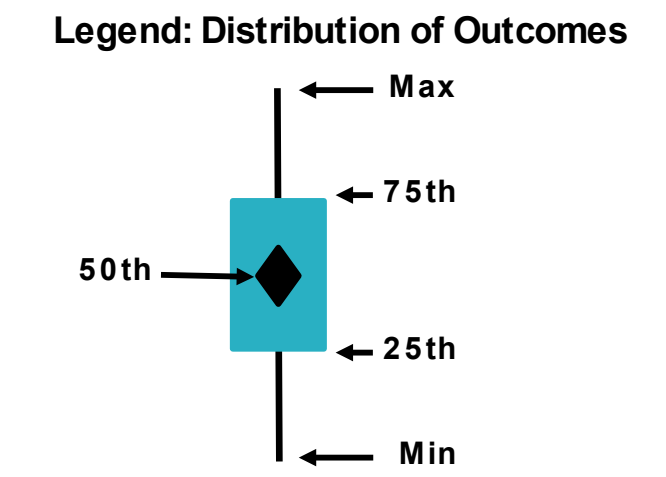 Legend: Distribution of Outcomes
Max
75th
50th
25th
Min